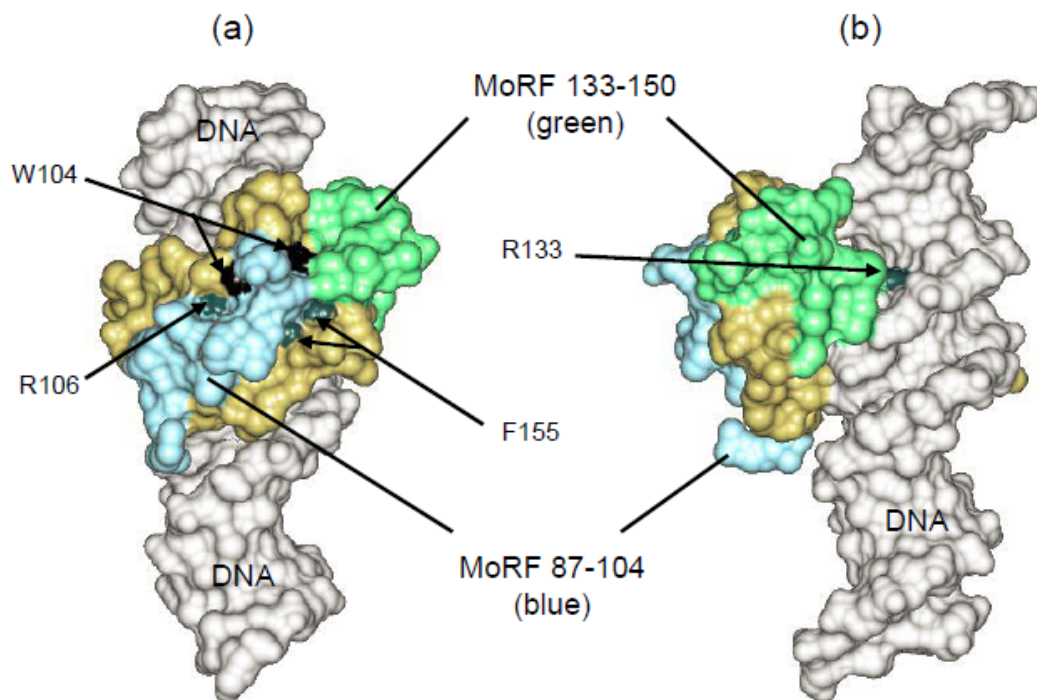 (a)
(b)
MoRF 133-150
(green)
DNA
W104
R133
R106
F155
DNA
MoRF 87-104
(blue)
DNA